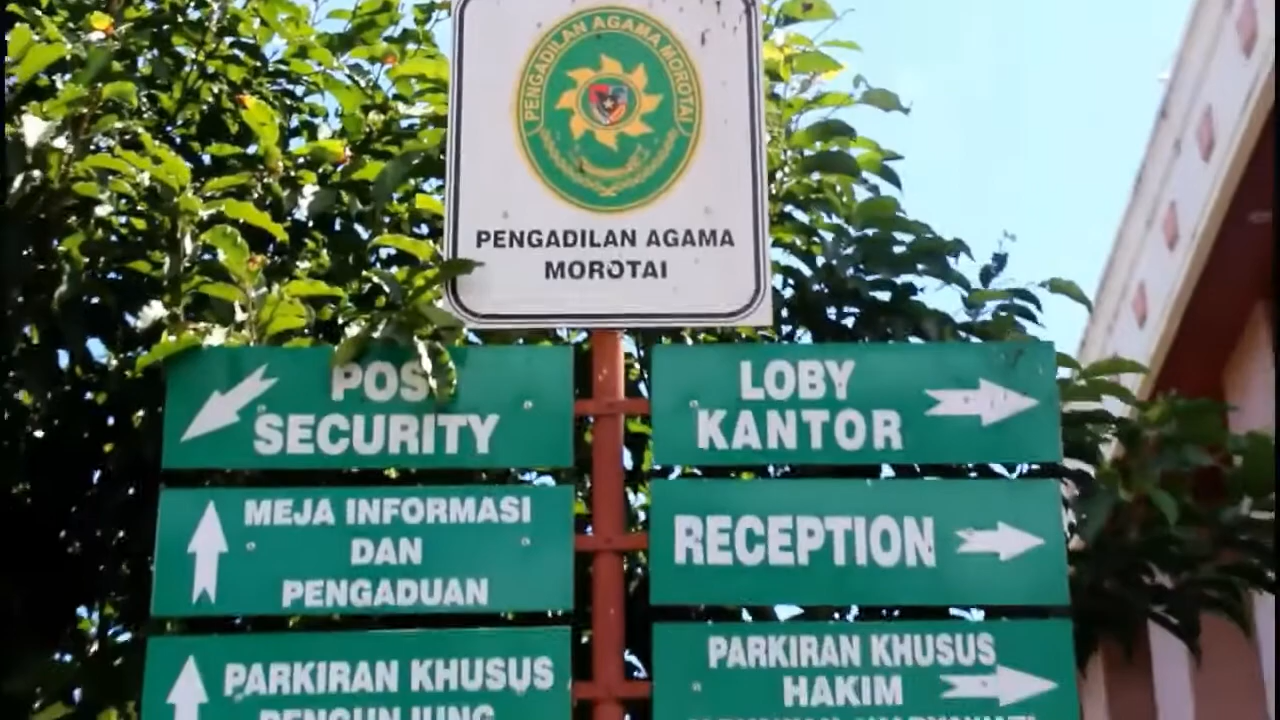 PENGADILAN AGAMA MOROTAI
PENGADILAN AGAMA
MOROTAI
POS
SECURITY
LOBY
KANTOR
MEJA INFORMASI
DAN
PENGADUAN
RECEPTION
PARKIRAN KHUSUS
PENGUNJUNG
PARKIRAN KHUSUS
HAKIM